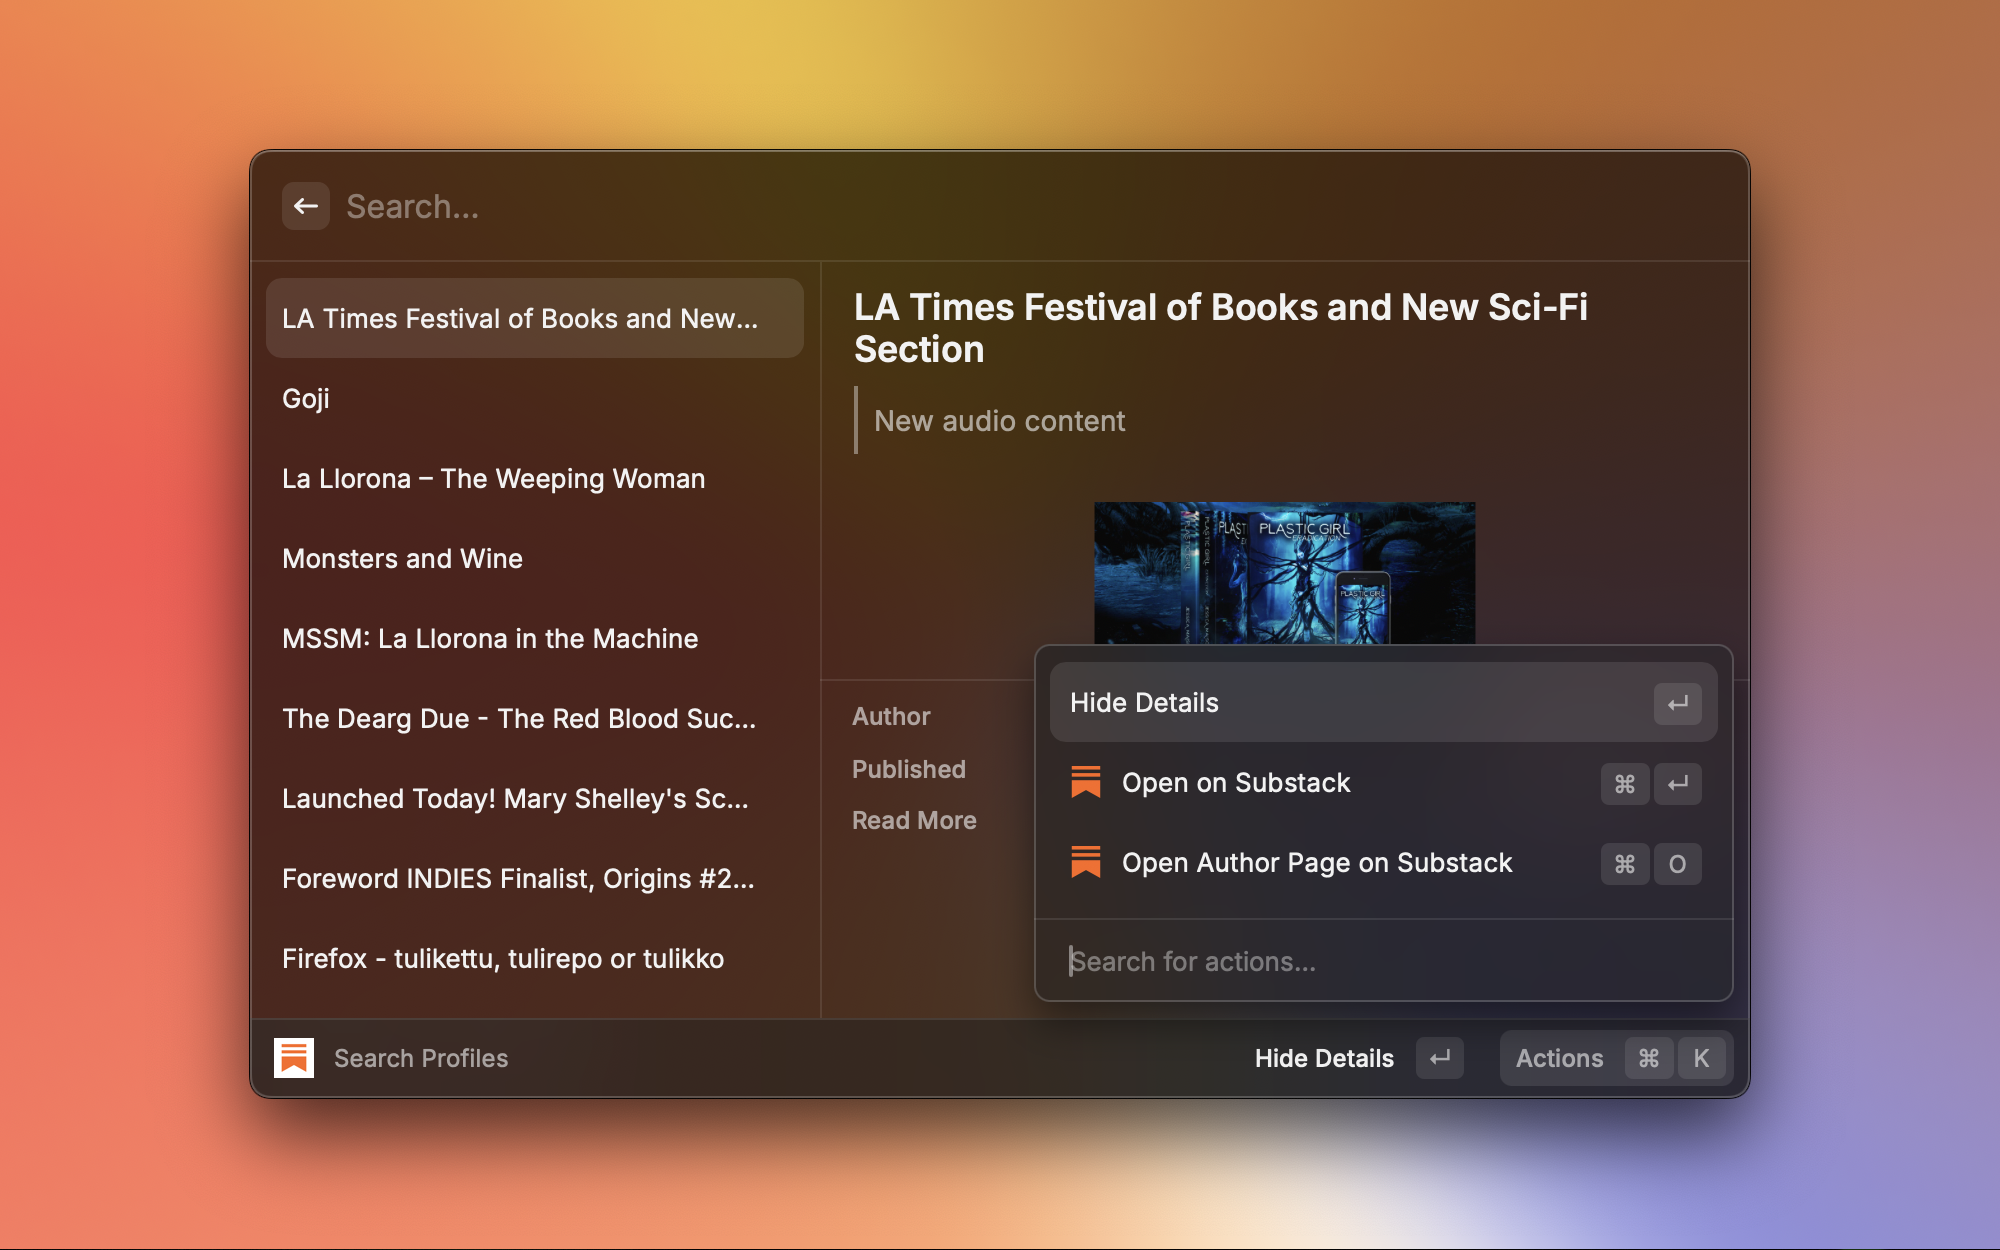 Search...
LA Times Festival of Books and New...
Goji
La Llorona – The Weeping Woman
Monsters and Wine
MSSM: La Llorona in the Machine
The Dearg Due - The Red Blood Suc...
Launched Today! Mary Shelley's Sc...
Foreword INDIES Finalist, Origins #2...
Firefox - tulikettu, tulirepo or tulikko
LA Times Festival of Books and New Sci-Fi
Section
New audio content
PLASTIC GIRL
ERADICATION
PLAST
PLASTIC GIRL
Author
Published
Read More
Hide Details ↵
Open on Substack ⌘ ↵
Open Author Page on Substack ⌘ O
Search for actions...
Search Profiles
Hide Details ↵
Actions ⌘ K